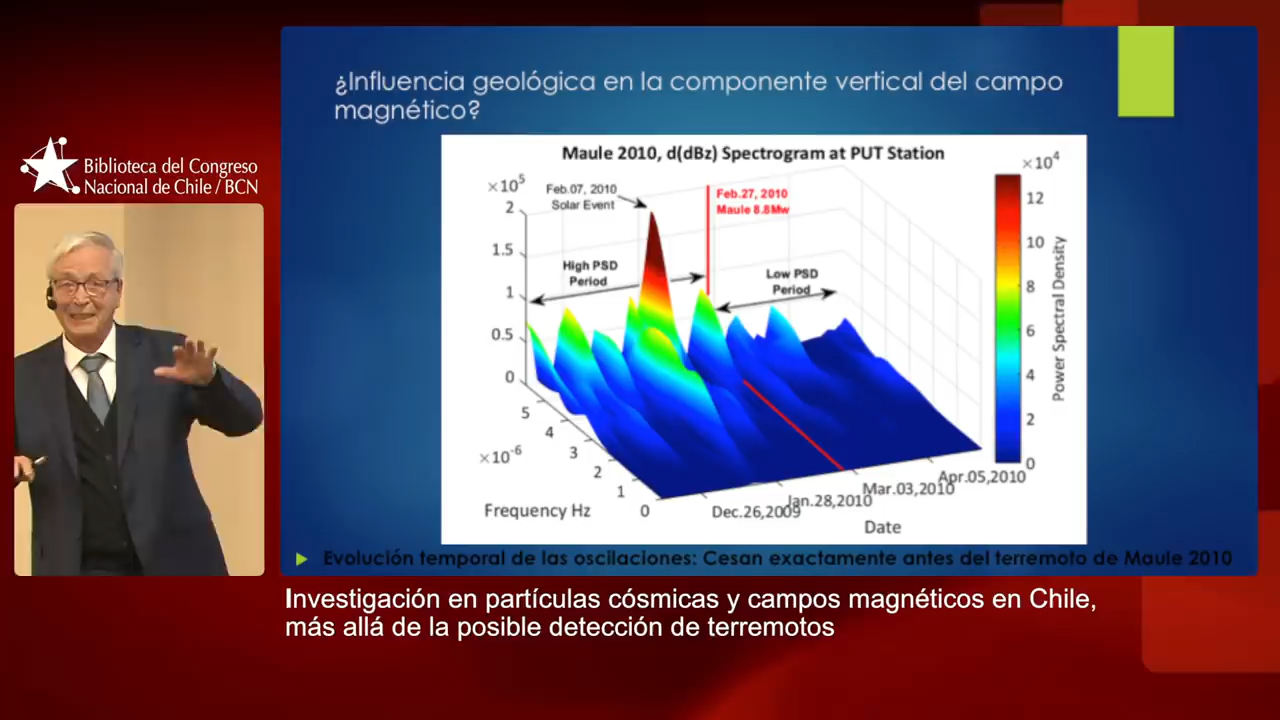 ¿Influencia geológica en la componente vertical del campo
magnético?
Biblioteca del Congreso
Nacional de Chile / BCN
Maule 2010, d(dBz) Spectrogram at PUT Station
×10⁵
2
1.5
1
0.5
0
Feb.07, 2010
Solar Event
Feb.27, 2010
Maule 8.8Mw
High PSD
Period
Low PSD
Period
×10⁴
12
10
8
6
4
2
0
Power Spectral Density
5
4
3
2
1
0
×10⁻⁶
Frequency Hz
Dec.26,2009
Jan.28,2010
Mar.03,2010
Apr.05,2010
Date
Evolución temporal de las oscilaciones: Cesan exactamente antes del terremoto de Maule 2010
Investigación en partículas cósmicas y campos magnéticos en Chile,
más allá de la posible detección de terremotos